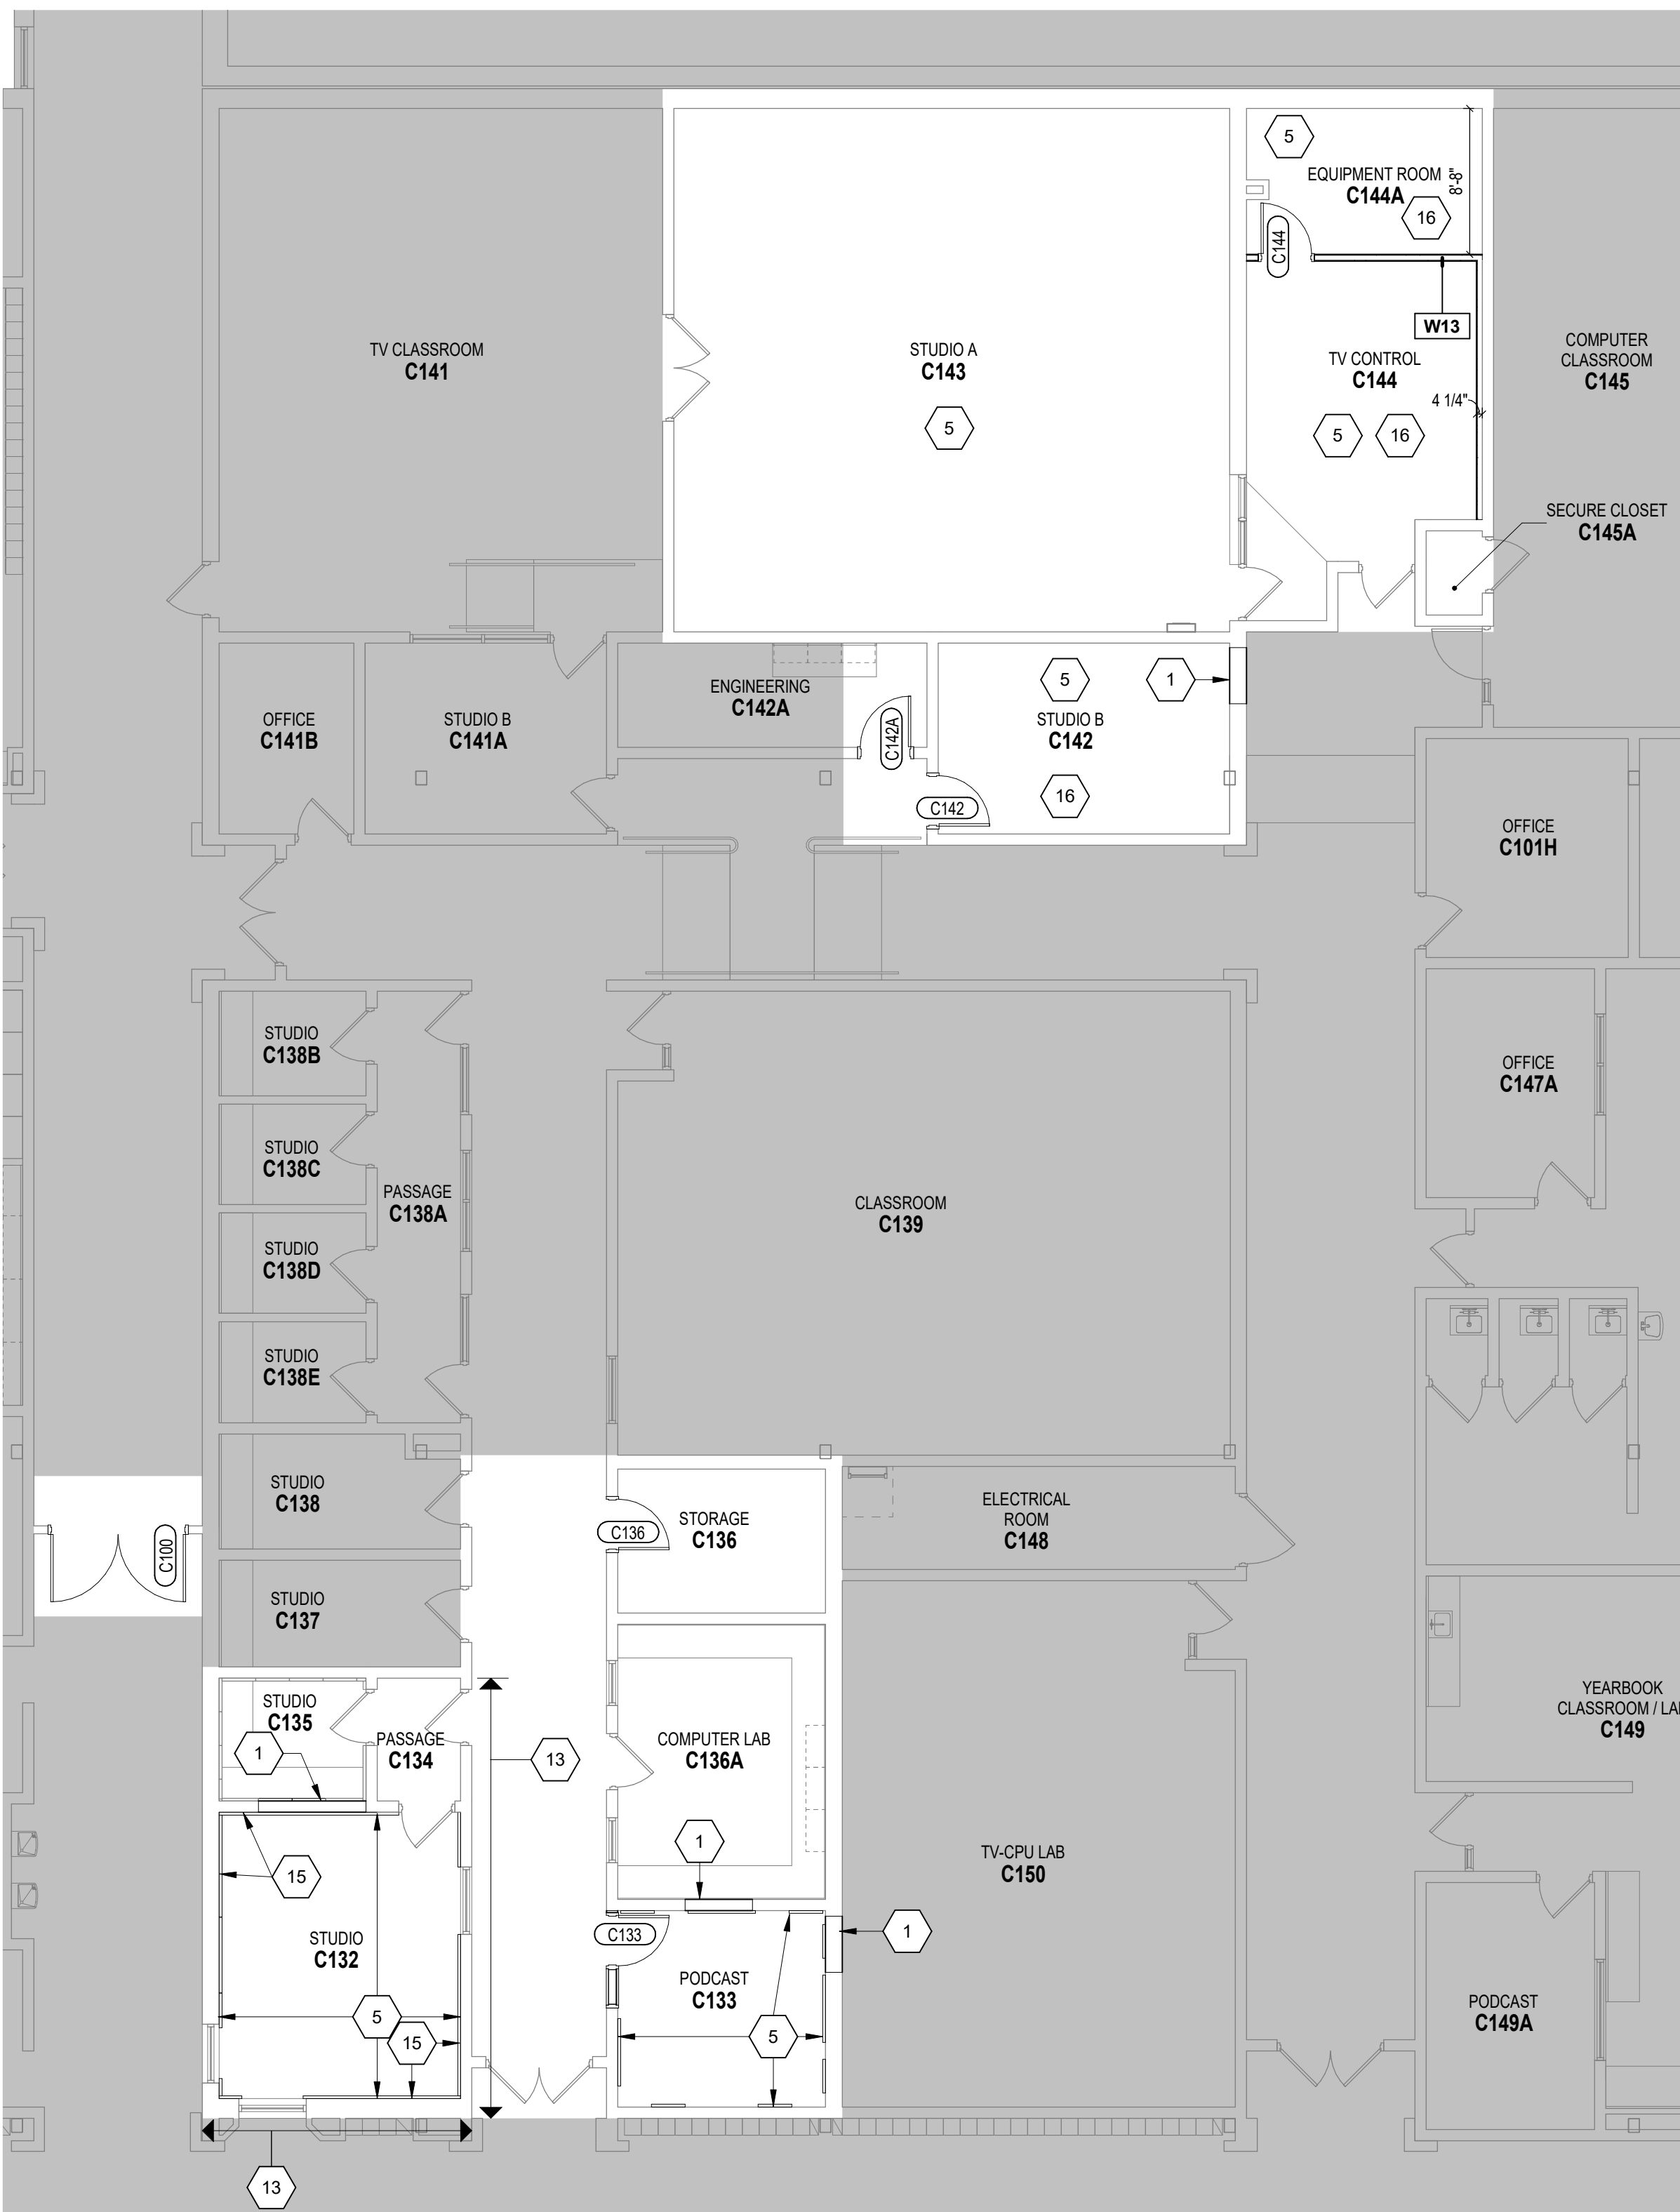 5
EQUIPMENT ROOM
C144A
8'-8"
16
C144
W13
TV CLASSROOM
C141
STUDIO A
C143
5
TV CONTROL
C144
4 1/4"
5
16
COMPUTER
CLASSROOM
C145
SECURE CLOSET
C145A
OFFICE
C141B
STUDIO B
C141A
ENGINEERING
C142A
C142A
5
1
STUDIO B
C142
16
C142
OFFICE
C101H
STUDIO
C138B
STUDIO
C138C
PASSAGE
C138A
STUDIO
C138D
STUDIO
C138E
CLASSROOM
C139
OFFICE
C147A
STUDIO
C138
C100
STUDIO
C137
C136
STORAGE
C136
ELECTRICAL
ROOM
C148
STUDIO
C135
PASSAGE
C134
1
13
COMPUTER LAB
C136A
1
YEARBOOK
CLASSROOM / LA
C149
15
STUDIO
C132
5
15
C133
PODCAST
C133
1
5
TV-CPU LAB
C150
PODCAST
C149A
13